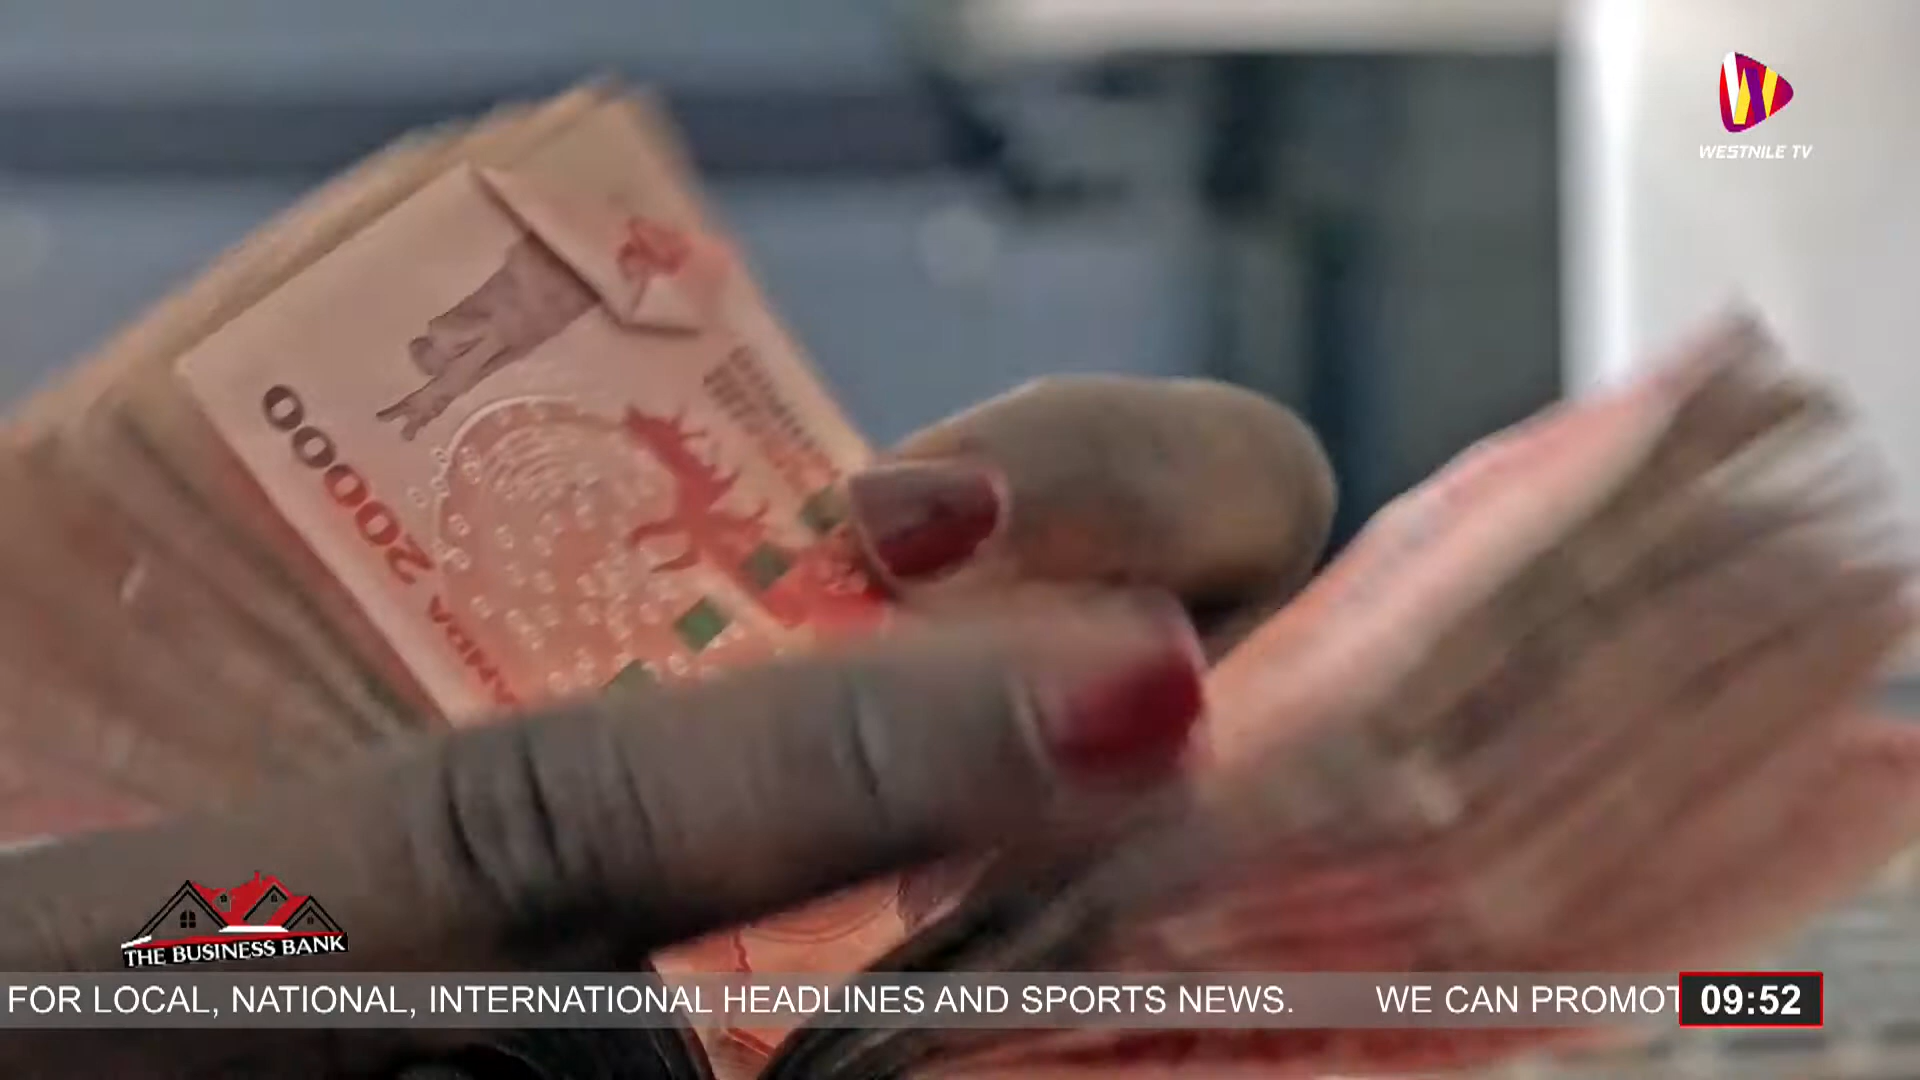 WESTNILE TV
20000
THE BUSINESS BANK
FOR LOCAL, NATIONAL, INTERNATIONAL HEADLINES AND SPORTS NEWS. WE CAN PROMOT
09:52